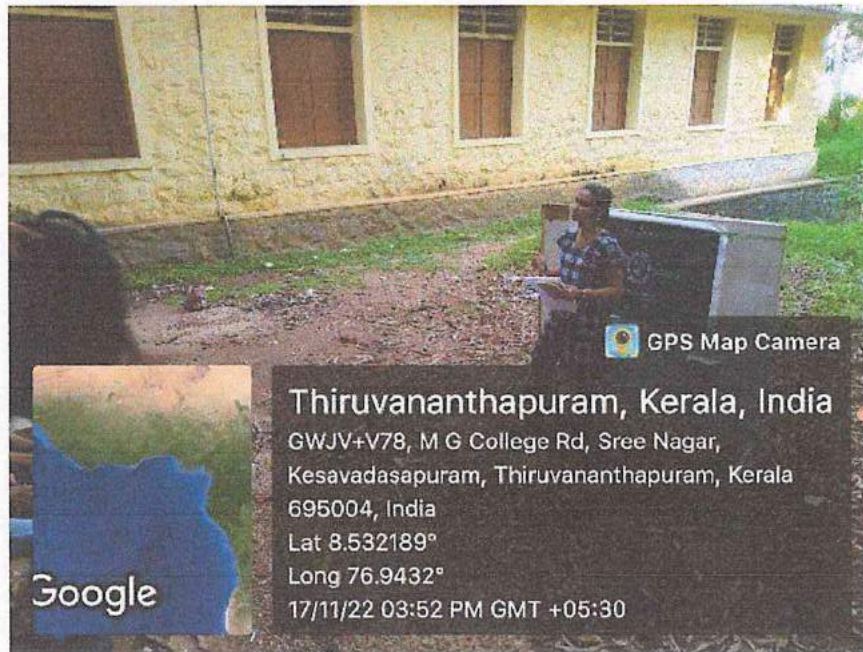 GPS Map Camera
Thiruvananthapuram, Kerala, India
GWJV+V78, M G College Rd, Sree Nagar,
Kesavadasapuram, Thiruvananthapuram, Kerala
695004, India
Lat 8.532189°
Long 76.9432°
17/11/22 03:52 PM GMT +05:30
Google